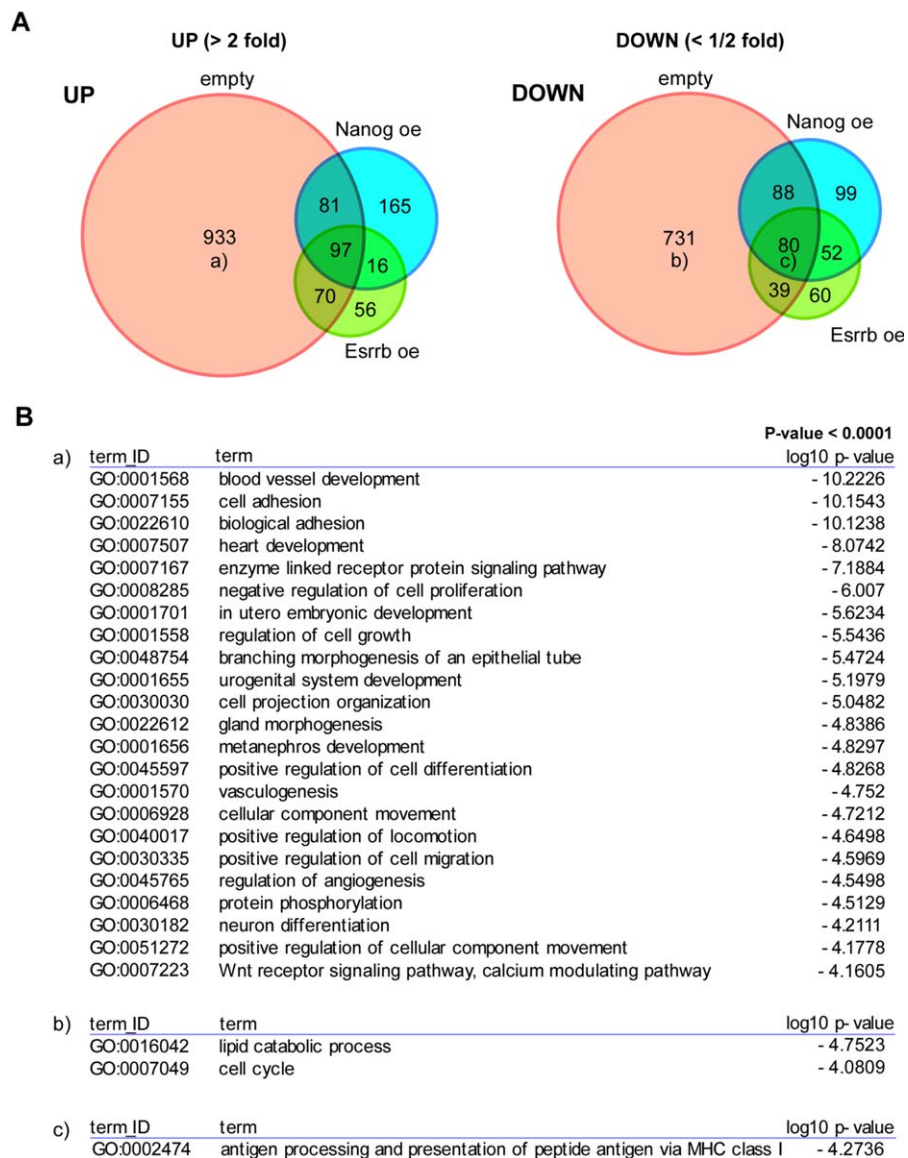 A
UP (> 2 fold)
DOWN (< 1/2 fold)
empty
empty
UP
DOWN
Nanog oe
Nanog oe
81
165
88
99
933
97
731
80
a)
16
b)
c)
52
70
56
39
60
Esrrb oe
Esrrb oe
B
P-value < 0.0001
a) term_ID term log10 p- value
GO:0001568 blood vessel development - 10.2226
GO:0007155 cell adhesion - 10.1543
GO:0022610 biological adhesion - 10.1238
GO:0007507 heart development - 8.0742
GO:0007167 enzyme linked receptor protein signaling pathway - 7.1884
GO:0008285 negative regulation of cell proliferation - 6.007
GO:0001701 in utero embryonic development - 5.6234
GO:0001558 regulation of cell growth - 5.5436
GO:0048754 branching morphogenesis of an epithelial tube - 5.4724
GO:0001655 urogenital system development - 5.1979
GO:0030030 cell projection organization - 5.0482
GO:0022612 gland morphogenesis - 4.8386
GO:0001656 metanephros development - 4.8297
GO:0045597 positive regulation of cell differentiation - 4.8268
GO:0001570 vasculogenesis - 4.752
GO:0006928 cellular component movement - 4.7212
GO:0040017 positive regulation of locomotion - 4.6498
GO:0030335 positive regulation of cell migration - 4.5969
GO:0045765 regulation of angiogenesis - 4.5498
GO:0006468 protein phosphorylation - 4.5129
GO:0030182 neuron differentiation - 4.2111
GO:0051272 positive regulation of cellular component movement - 4.1778
GO:0007223 Wnt receptor signaling pathway, calcium modulating pathway - 4.1605
b) term_ID term log10 p- value
GO:0016042 lipid catabolic process - 4.7523
GO:0007049 cell cycle - 4.0809
c) term_ID term log10 p- value
GO:0002474 antigen processing and presentation of peptide antigen via MHC class I - 4.2736